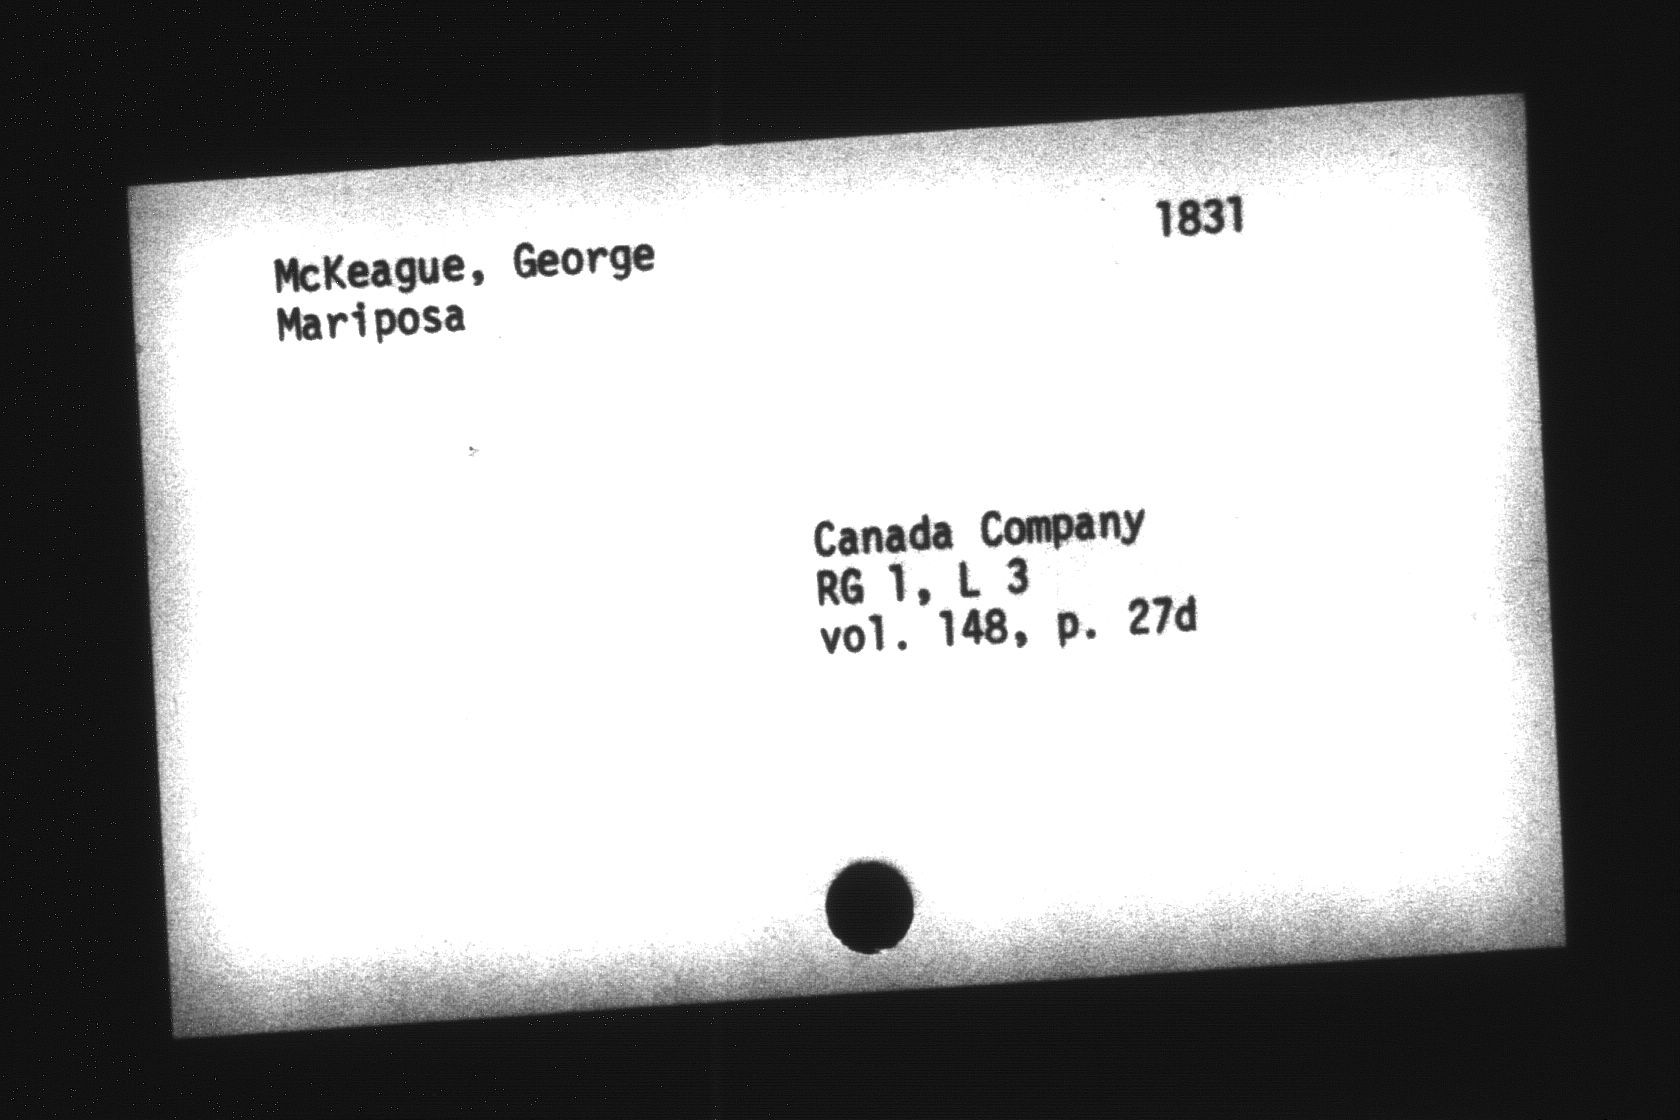 1831
McKeague, George
Mariposa
Canada Company
RG 1, L 3
vol. 148, p. 27d